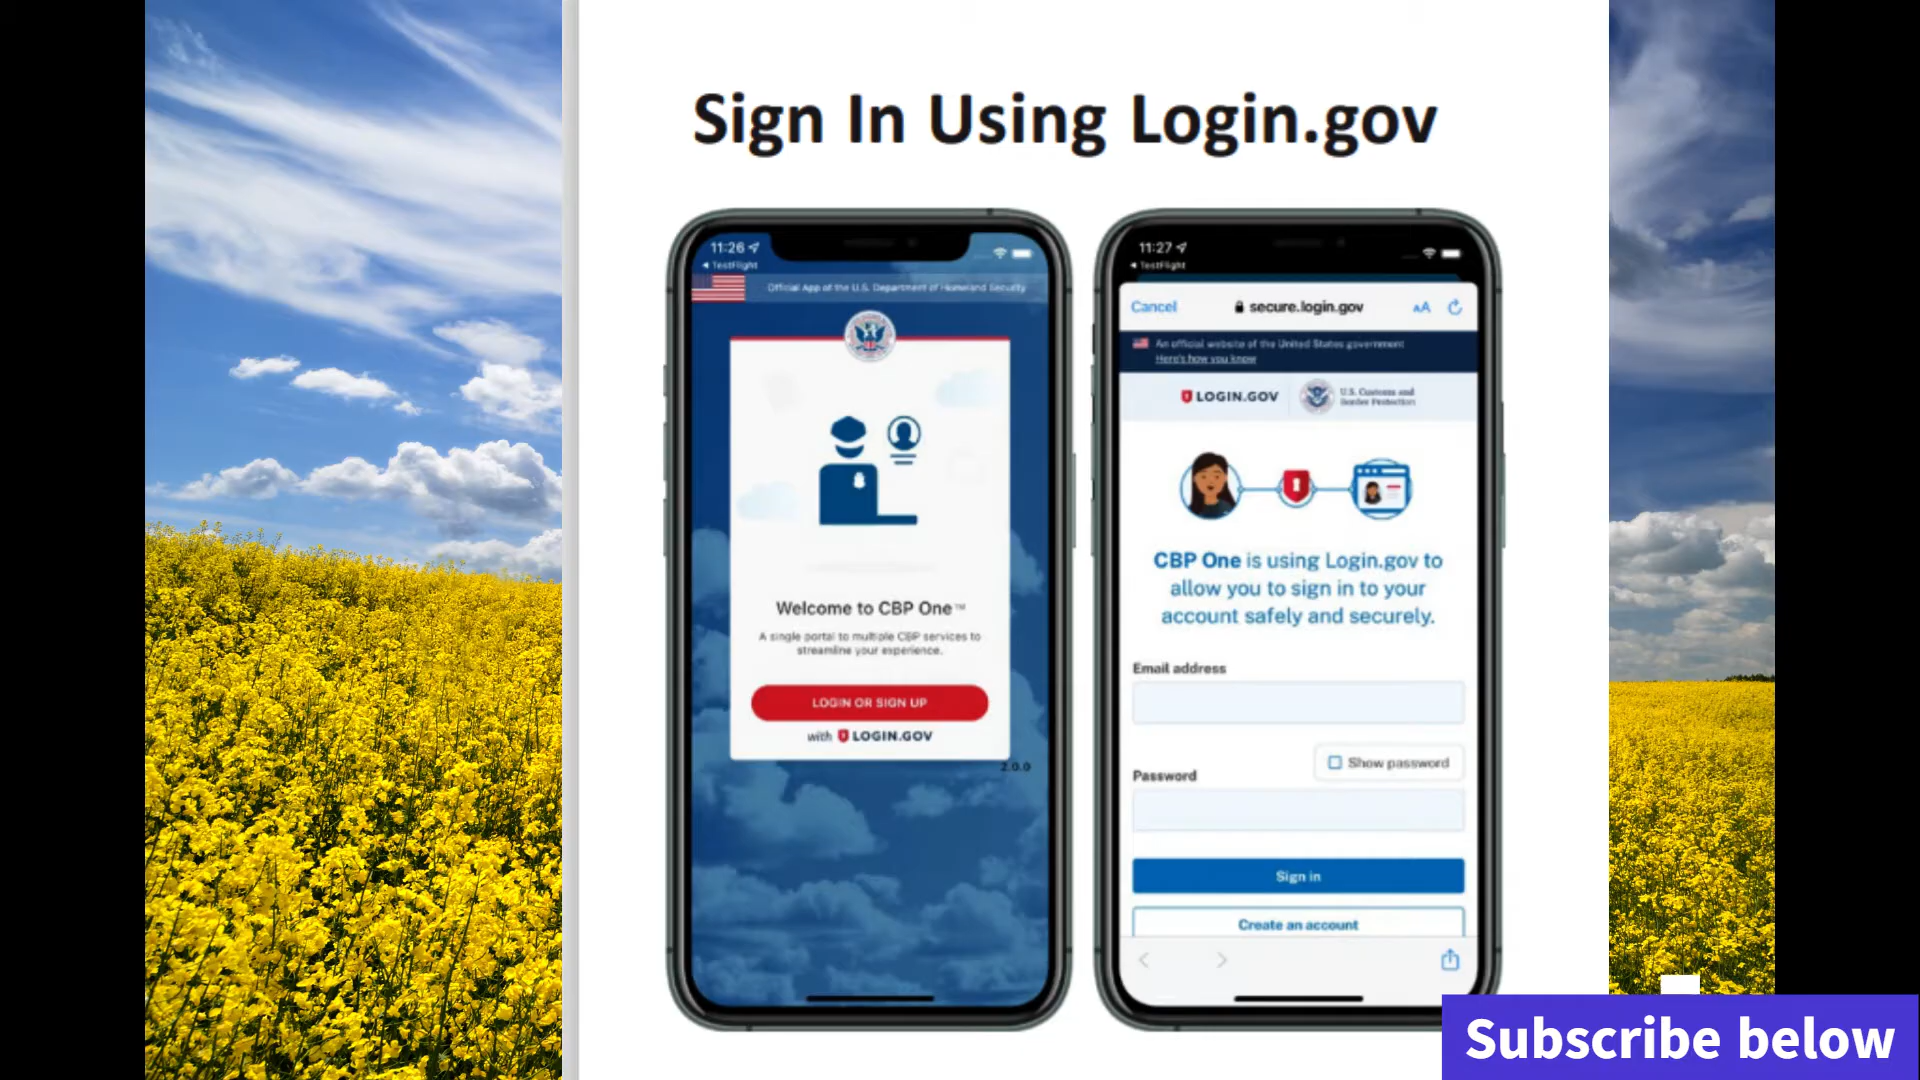 Sign In Using Login.gov
11:26
TestFlight
Official App of the U.S. Department of Homeland Security
Welcome to CBP One™
A single portal to multiple CBP services to
streamline your experience.
LOGIN OR SIGN UP
with LOGIN.GOV
2.0.0
11:27
TestFlight
Cancel
secure.login.gov
AA
An official website of the United States government
Here's how you know
LOGIN.GOV
U.S. Customs and
Border Protection
CBP One is using Login.gov to
allow you to sign in to your
account safely and securely.
Email address
Show password
Password
Sign in
Create an account
Subscribe below